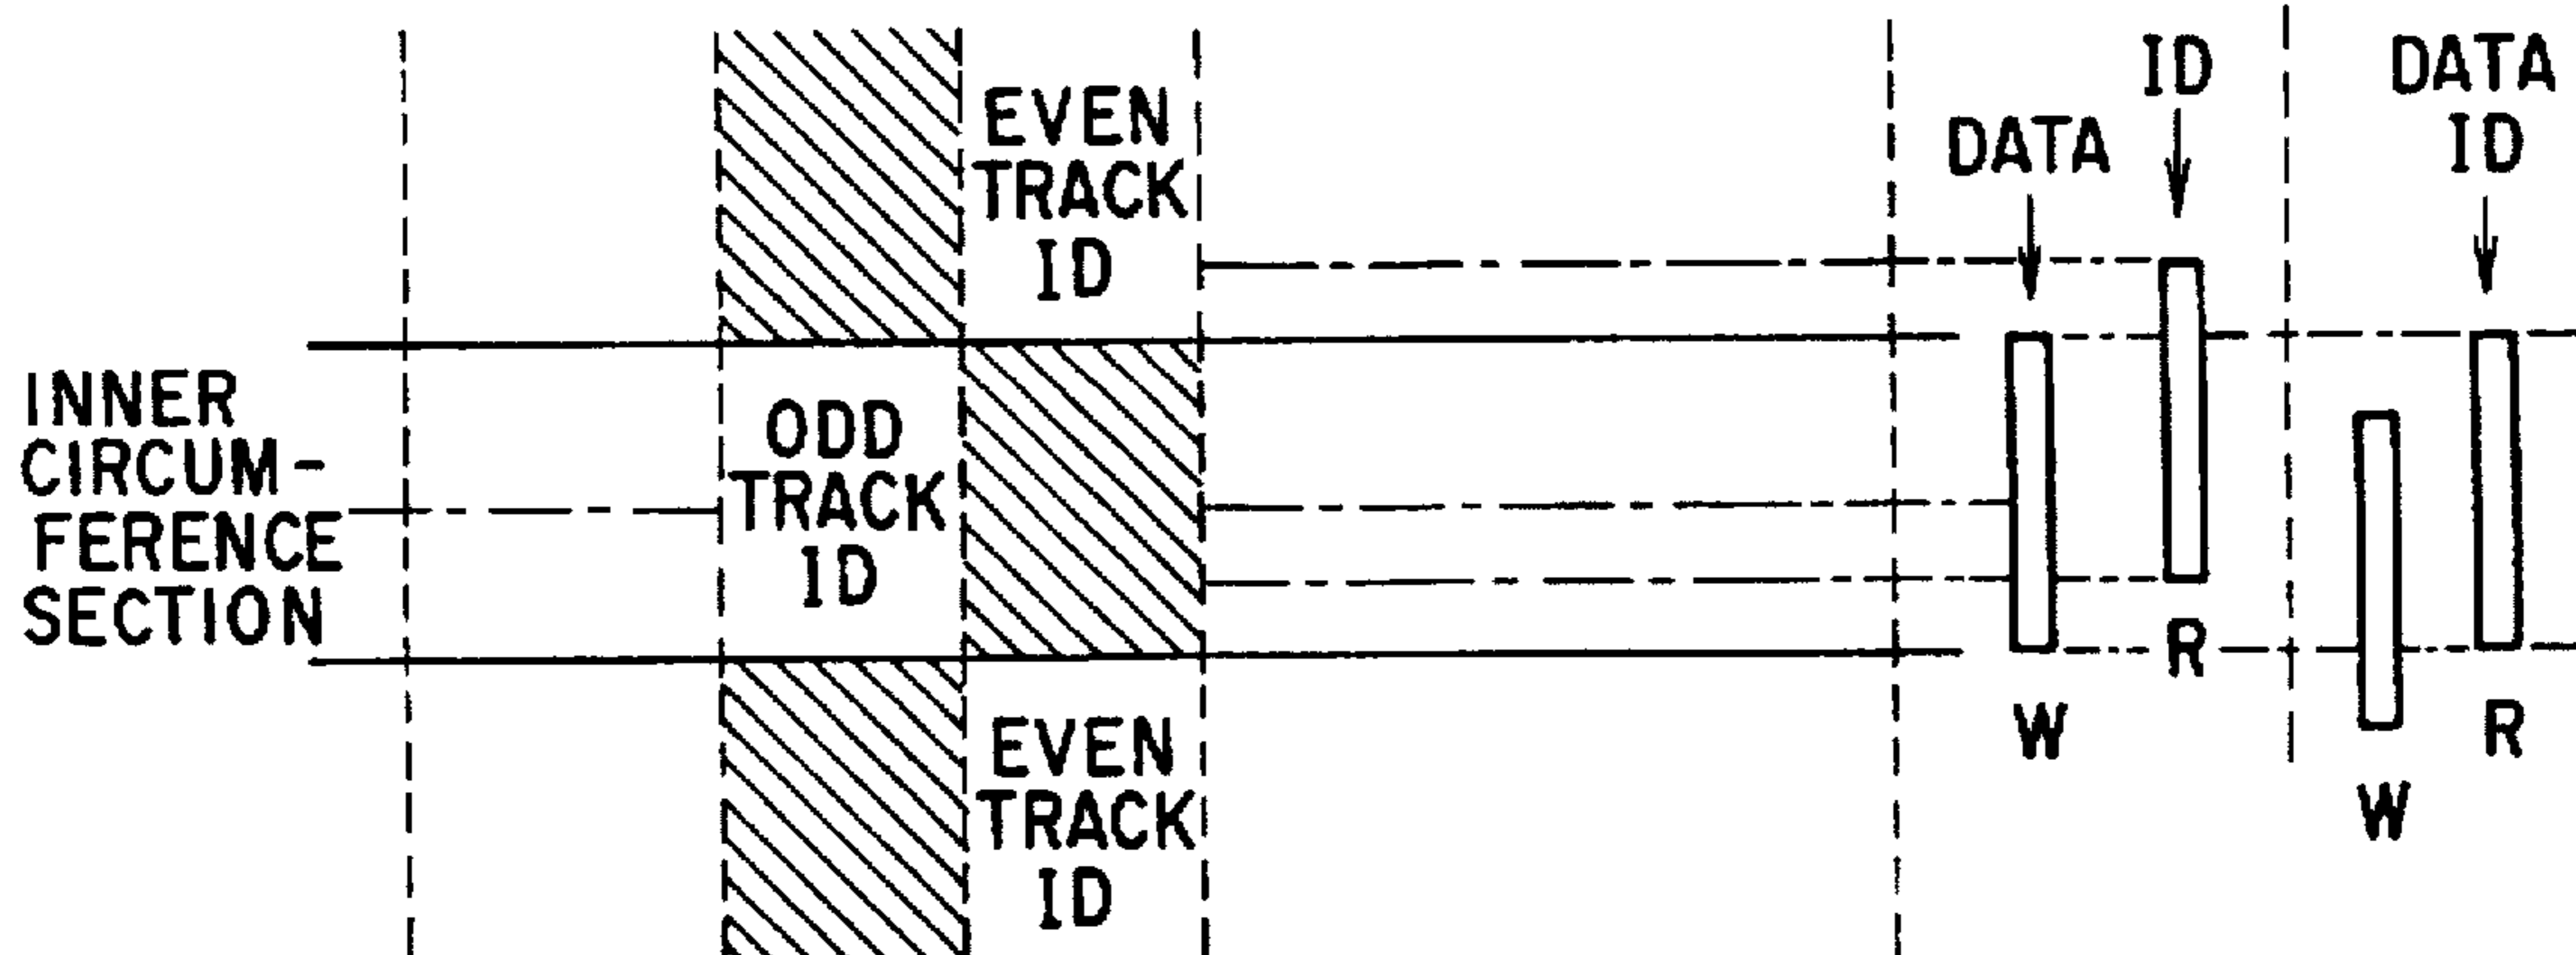 INNER
CIRCUM-
FERENCE
SECTION
ODD
TRACK
ID
EVEN
TRACK
ID
EVEN
TRACK
ID
DATA
ID
W
R
DATA
ID
W
R